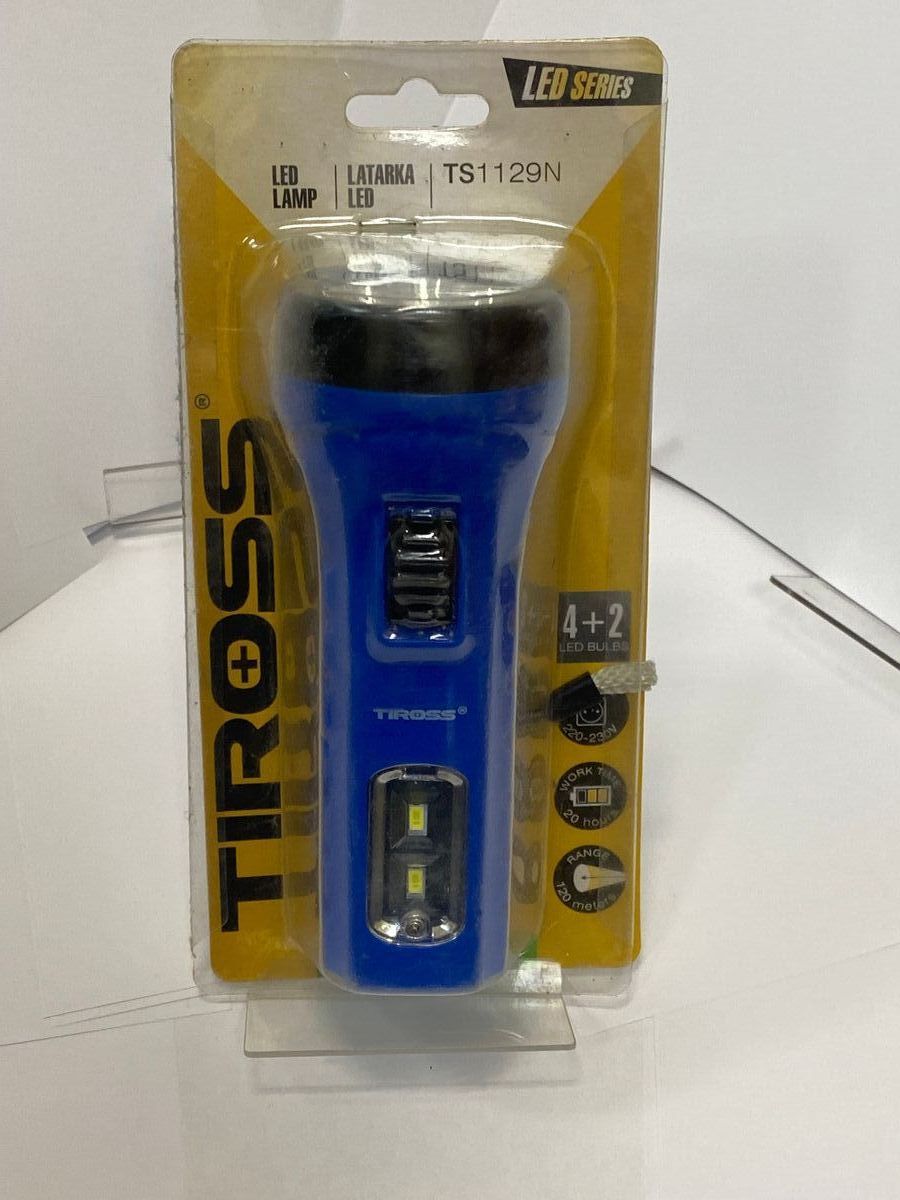 LED SERIES
LED
LAMP
LATARKA
LED
TS1129N
TIROSS®
4+2
LED BULBS
TIROSS®
220-230V
WORK TIME
20 hours
RANGE
120 meters